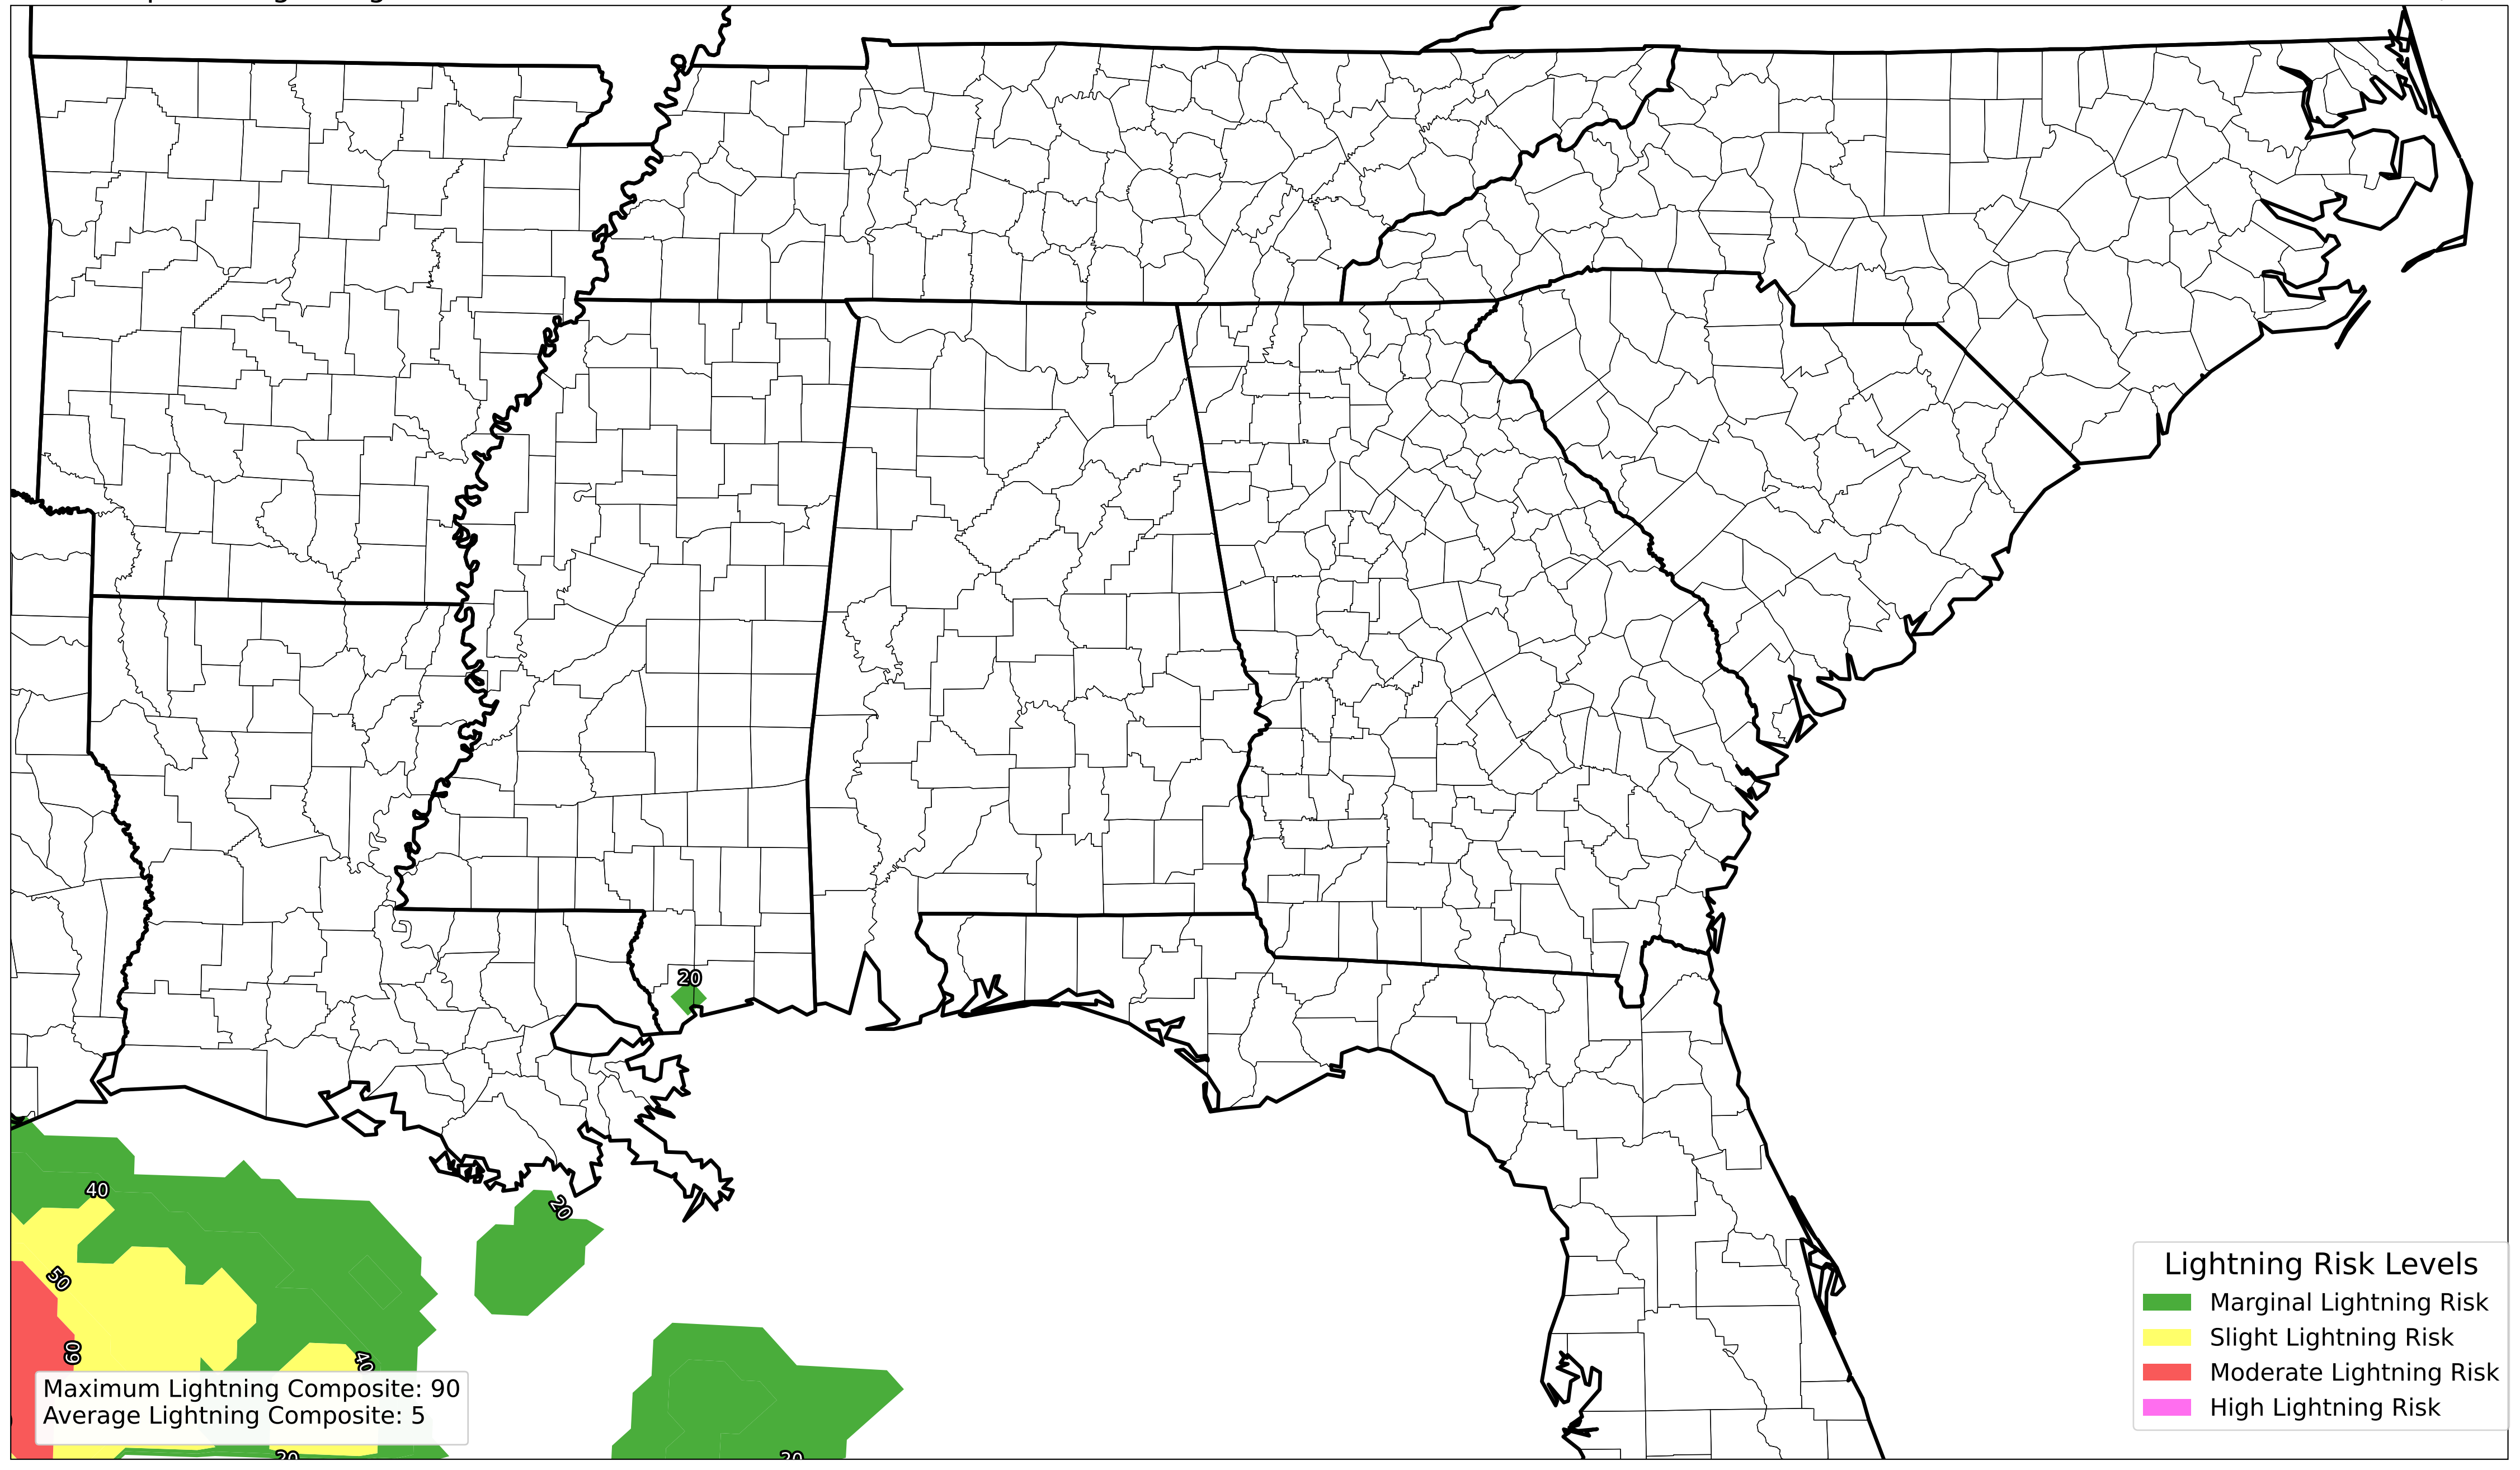 20
40
20
50
60
40
Maximum Lightning Composite: 90
Average Lightning Composite: 5
20
20
Lightning Risk Levels
Marginal Lightning Risk
Slight Lightning Risk
Moderate Lightning Risk
High Lightning Risk